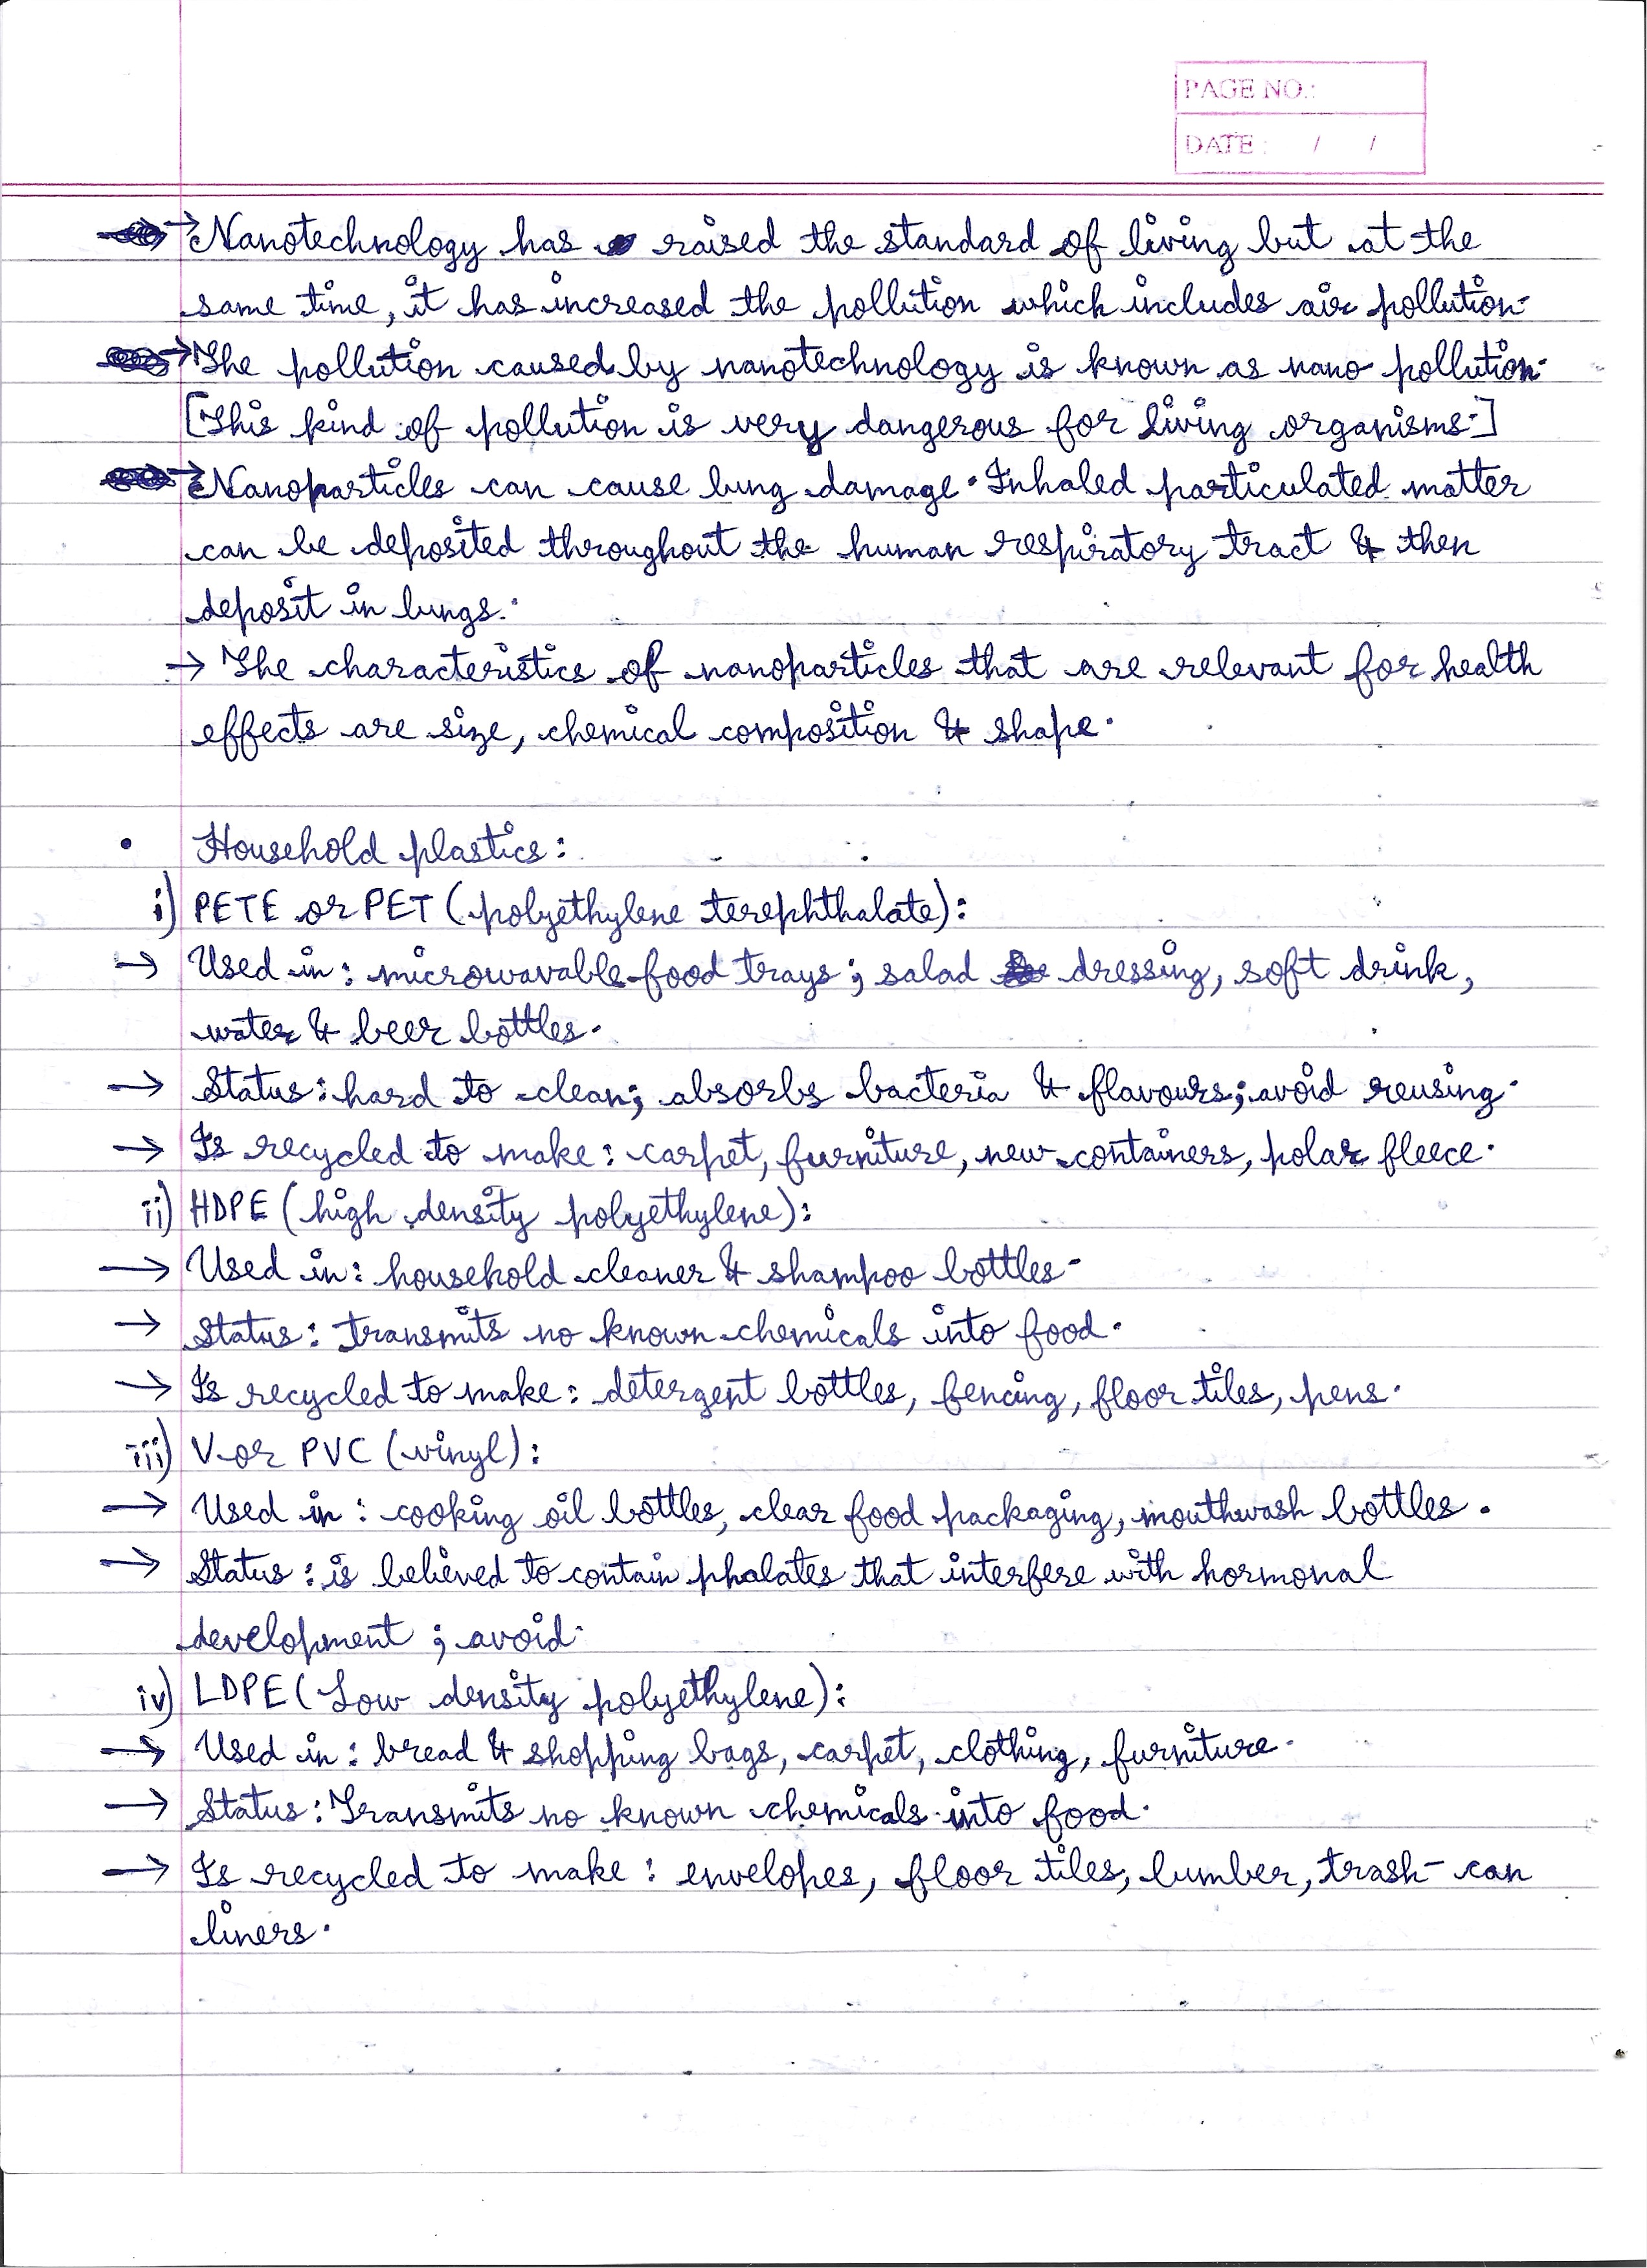 PAGE NO.:
DATE : / /
→ Nanotechnology has raised the standard of living but at the
same time, it has increased the pollution which includes air pollution.
→ The pollution caused by nanotechnology is known as nano pollution.
[This kind of pollution is very dangerous for living organisms.]
→ Nanoparticles can cause lung damage. Inhaled particulated matter
can be deposited throughout the human respiratory tract & then
deposit in lungs.
→ The characteristics of nanoparticles that are relevant for health
effects are size, chemical composition & shape.
• Household plastics:
i) PETE or PET (polyethylene terephthalate):
→ Used in: microwavable food trays; salad dressing, soft drink,
water & beer bottles.
→ Status: hard to clean; absorbs bacteria & flavours; avoid reusing.
→ Is recycled to make: carpet, furniture, new containers, polar fleece.
ii) HDPE (high density polyethylene):
→ Used in: household cleaner & shampoo bottles.
→ Status: transmits no known chemicals into food.
→ Is recycled to make: detergent bottles, fencing, floor tiles, pens.
iii) V or PVC (vinyl):
→ Used in: cooking oil bottles, clear food packaging, mouthwash bottles.
→ Status: is believed to contain phalates that interfere with hormonal
development; avoid.
iv) LDPE (Low density polyethylene):
→ Used in: bread & shopping bags, carpet, clothing, furniture.
→ Status: Transmits no known chemicals into food.
→ Is recycled to make: envelopes, floor tiles, lumber, trash-can
liners.